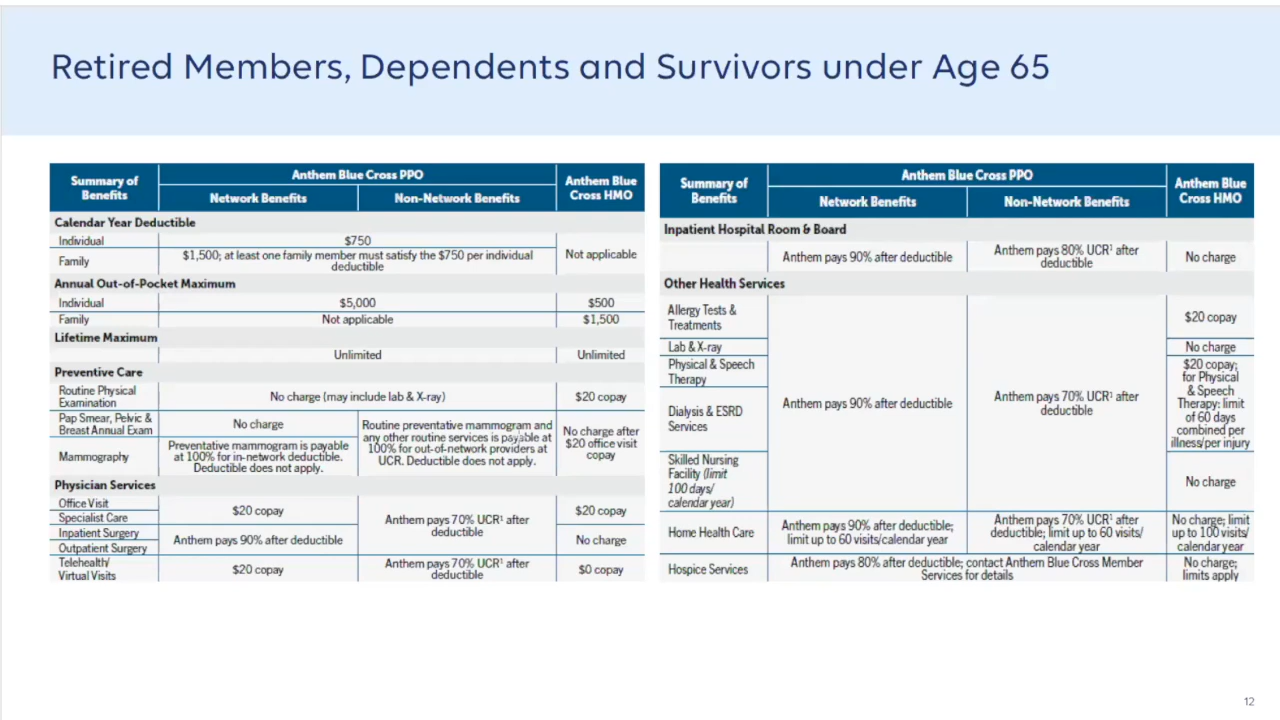 Retired Members, Dependents and Survivors under Age 65
Summary of
Benefits
Anthem Blue Cross PPO
Anthem Blue
Cross HMO
Network Benefits
Non-Network Benefits
Calendar Year Deductible
Individual
$750
Not applicable
Family
$1,500; at least one family member must satisfy the $750 per individual
deductible
Annual Out-of-Pocket Maximum
Individual
$5,000
$500
Family
Not applicable
$1,500
Lifetime Maximum
Unlimited
Unlimited
Preventive Care
Routine Physical
Examination
No charge (may include lab & X-ray)
$20 copay
Pap Smear, Pelvic &
Breast Annual Exam
No charge
Routine preventative mammogram and
any other routine services is payable at
100% for out-of-network providers at
UCR. Deductible does not apply.
No charge after
$20 office visit
copay
Mammography
Preventative mammogram is payable
at 100% for in-network deductible.
Deductible does not apply.
Physician Services
Office Visit
$20 copay
Anthem pays 70% UCR¹ after
deductible
$20 copay
Specialist Care
Inpatient Surgery
Anthem pays 90% after deductible
No charge
Outpatient Surgery
Telehealth/
Virtual Visits
$20 copay
Anthem pays 70% UCR¹ after
deductible
$0 copay
Summary of
Benefits
Anthem Blue Cross PPO
Anthem Blue
Cross HMO
Network Benefits
Non-Network Benefits
Inpatient Hospital Room & Board
Anthem pays 90% after deductible
Anthem pays 80% UCR¹ after
deductible
No charge
Other Health Services
Allergy Tests &
Treatments
Anthem pays 90% after deductible
Anthem pays 70% UCR¹ after
deductible
$20 copay
Lab & X-ray
No charge
Physical & Speech
Therapy
$20 copay;
for Physical
& Speech
Therapy: limit
of 60 days
combined per
illness/per injury
Dialysis & ESRD
Services
Skilled Nursing
Facility (limit
100 days/
calendar year)
No charge
Home Health Care
Anthem pays 90% after deductible;
limit up to 60 visits/calendar year
Anthem pays 70% UCR¹ after
deductible; limit up to 60 visits/
calendar year
No charge; limit
up to 100 visits/
calendar year
Hospice Services
Anthem pays 80% after deductible; contact Anthem Blue Cross Member
Services for details
No charge;
limits apply
12